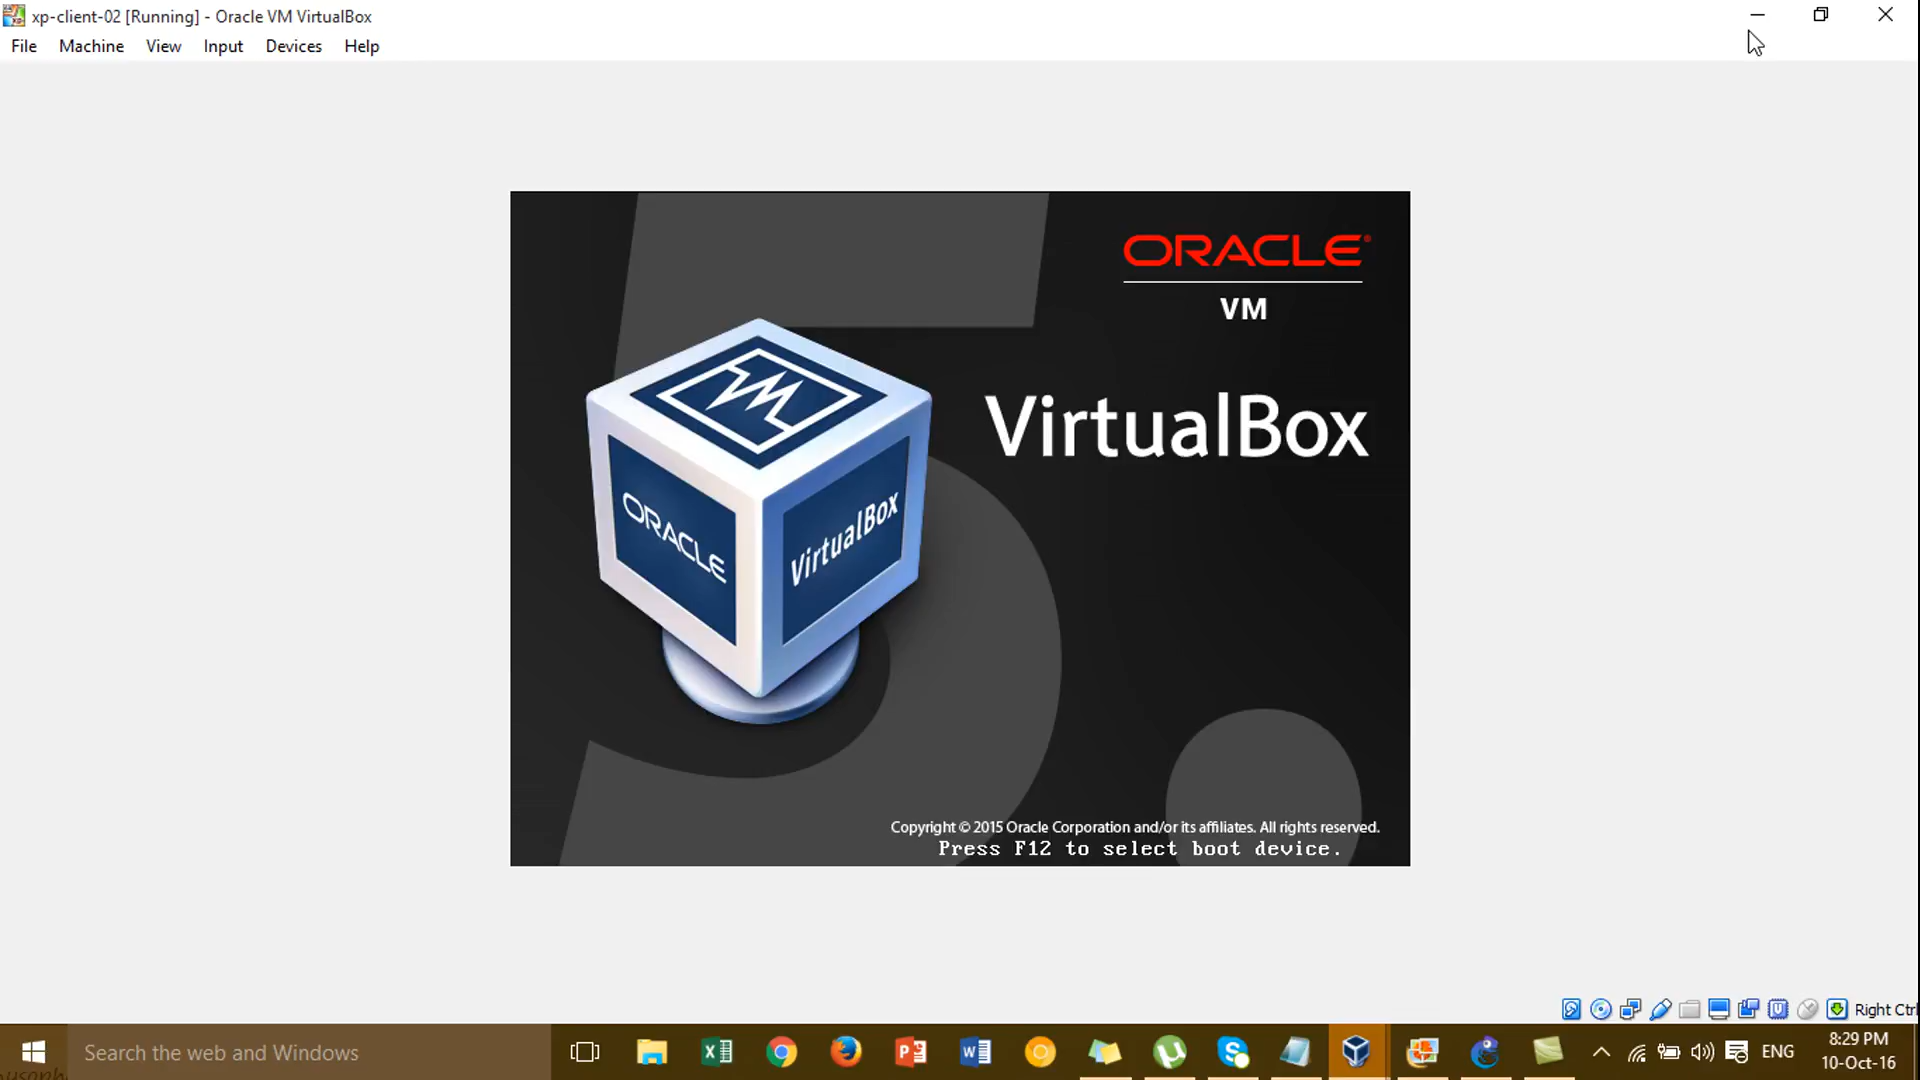 xp-client-02 [Running] - Oracle VM VirtualBox
File Machine View Input Devices Help
ORACLE®
VM
VirtualBox
ORACLE
VirtualBox
Copyright © 2015 Oracle Corporation and/or its affiliates. All rights reserved.
Press F12 to select boot device.
Right Ctrl
Search the web and Windows
ENG
8:29 PM
10-Oct-16